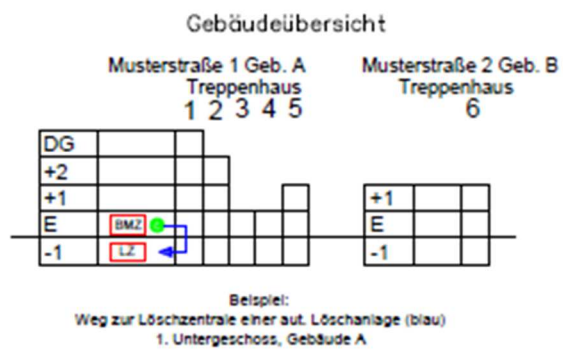 Gebäudeübersicht
Musterstraße 1 Geb. A
Treppenhaus
1 2 3 4 5
Musterstraße 2 Geb. B
Treppenhaus
6
DG
+2
+1
E BMZ
-1 LZ
+1
E
-1
Beispiel:
Weg zur Löschzentrale einer aut. Löschanlage (blau)
1. Untergeschoss, Gebäude A